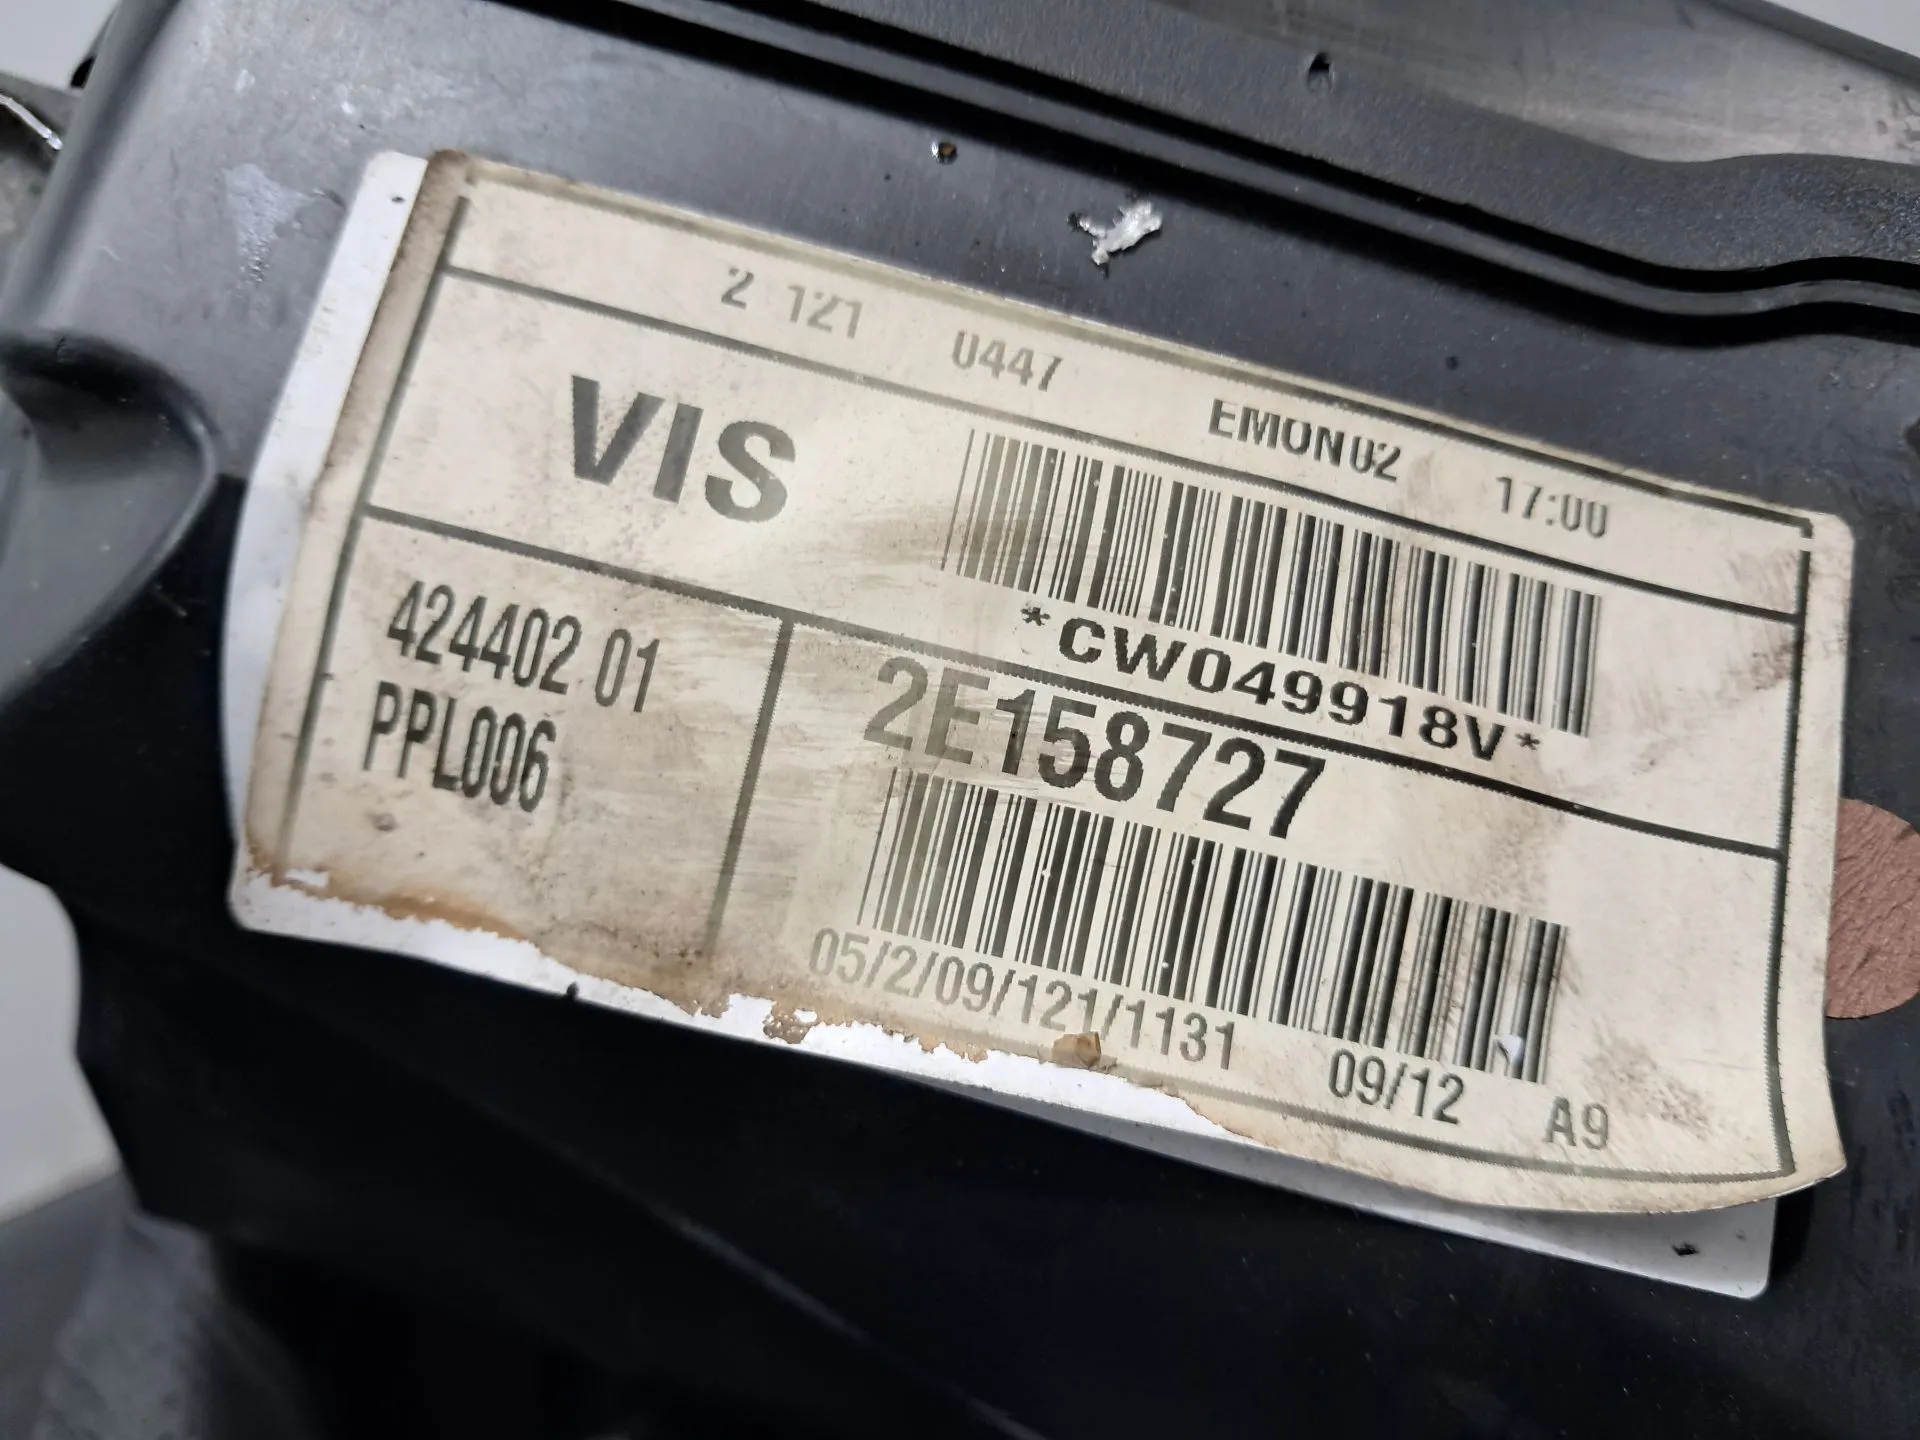 2 121 0447 EMON02 17:00
VIS
*CW049918V*
424402 01
PPL006
2E158727
05/2/09/121/1131 09/12 A9